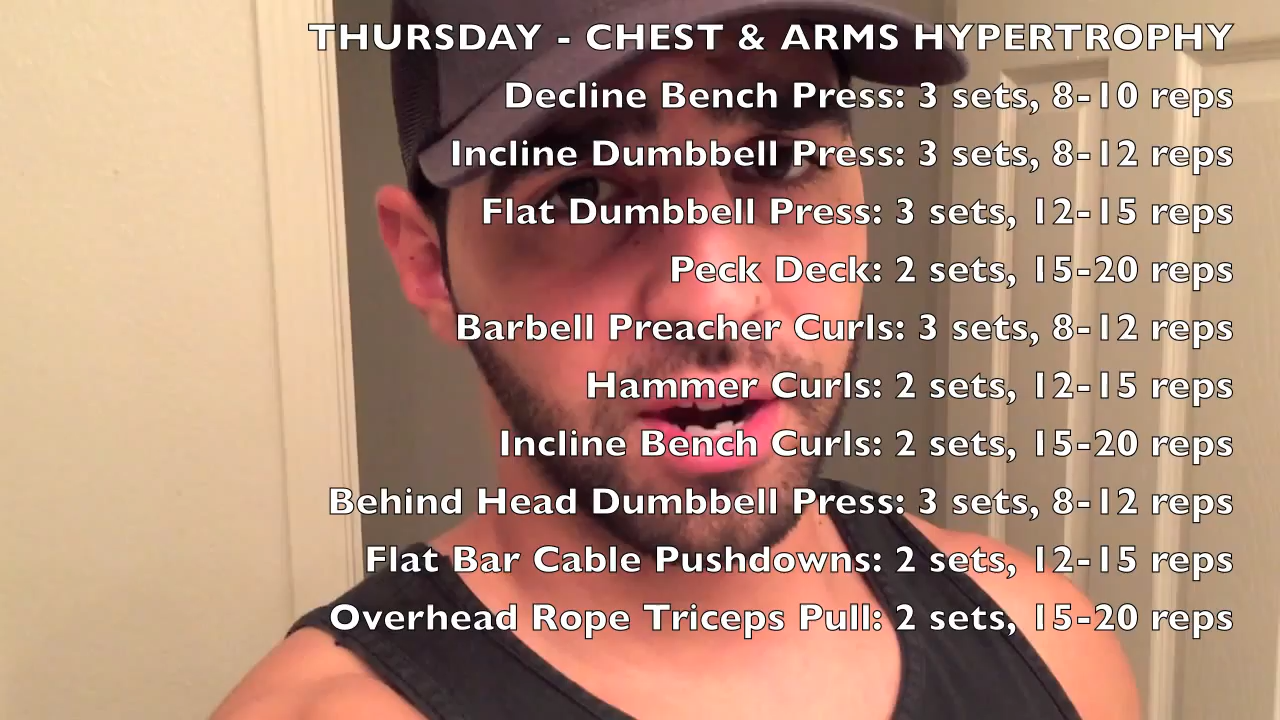 THURSDAY - CHEST & ARMS HYPERTROPHY
Decline Bench Press: 3 sets, 8-10 reps
Incline Dumbbell Press: 3 sets, 8-12 reps
Flat Dumbbell Press: 3 sets, 12-15 reps
Peck Deck: 2 sets, 15-20 reps
Barbell Preacher Curls: 3 sets, 8-12 reps
Hammer Curls: 2 sets, 12-15 reps
Incline Bench Curls: 2 sets, 15-20 reps
Behind Head Dumbbell Press: 3 sets, 8-12 reps
Flat Bar Cable Pushdowns: 2 sets, 12-15 reps
Overhead Rope Triceps Pull: 2 sets, 15-20 reps